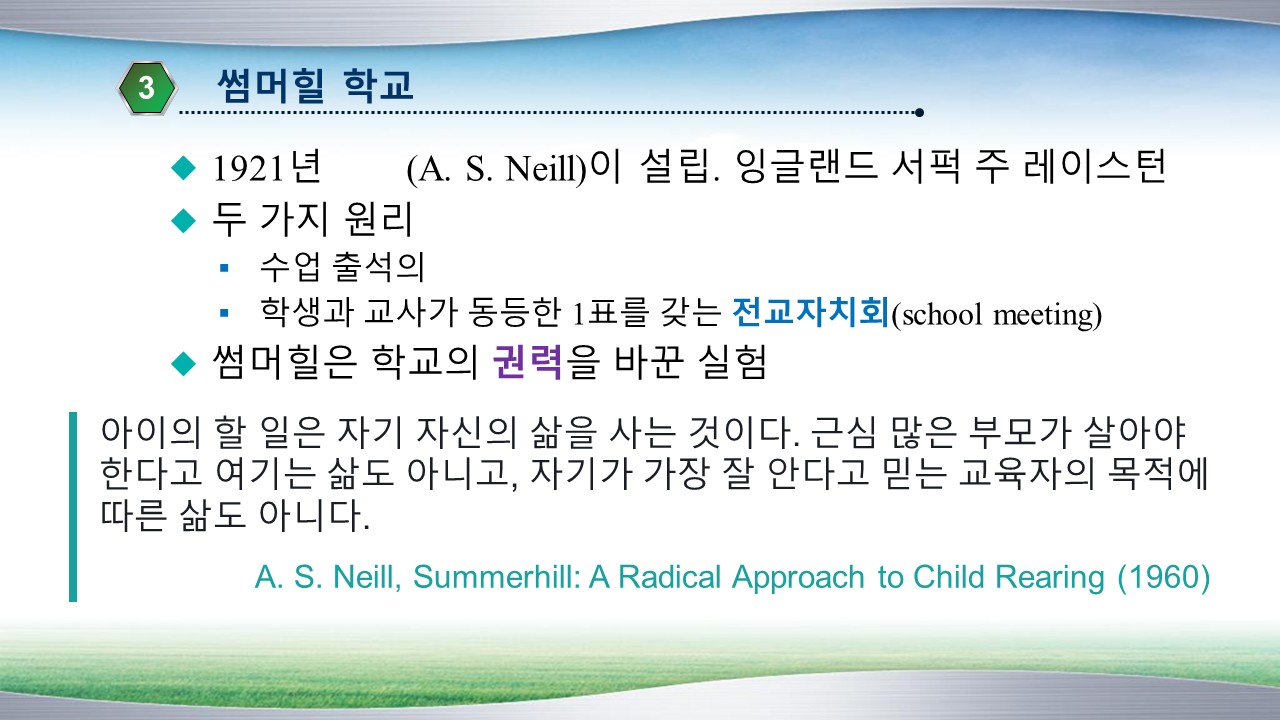 3 썸머힐 학교
1921년 (A. S. Neill)이 설립. 잉글랜드 서퍽 주 레이스턴
두 가지 원리
수업 출석의
학생과 교사가 동등한 1표를 갖는 전교자치회(school meeting)
썸머힐은 학교의 권력을 바꾼 실험
아이의 할 일은 자기 자신의 삶을 사는 것이다. 근심 많은 부모가 살아야
한다고 여기는 삶도 아니고, 자기가 가장 잘 안다고 믿는 교육자의 목적에
따른 삶도 아니다.
A. S. Neill, Summerhill: A Radical Approach to Child Rearing (1960)